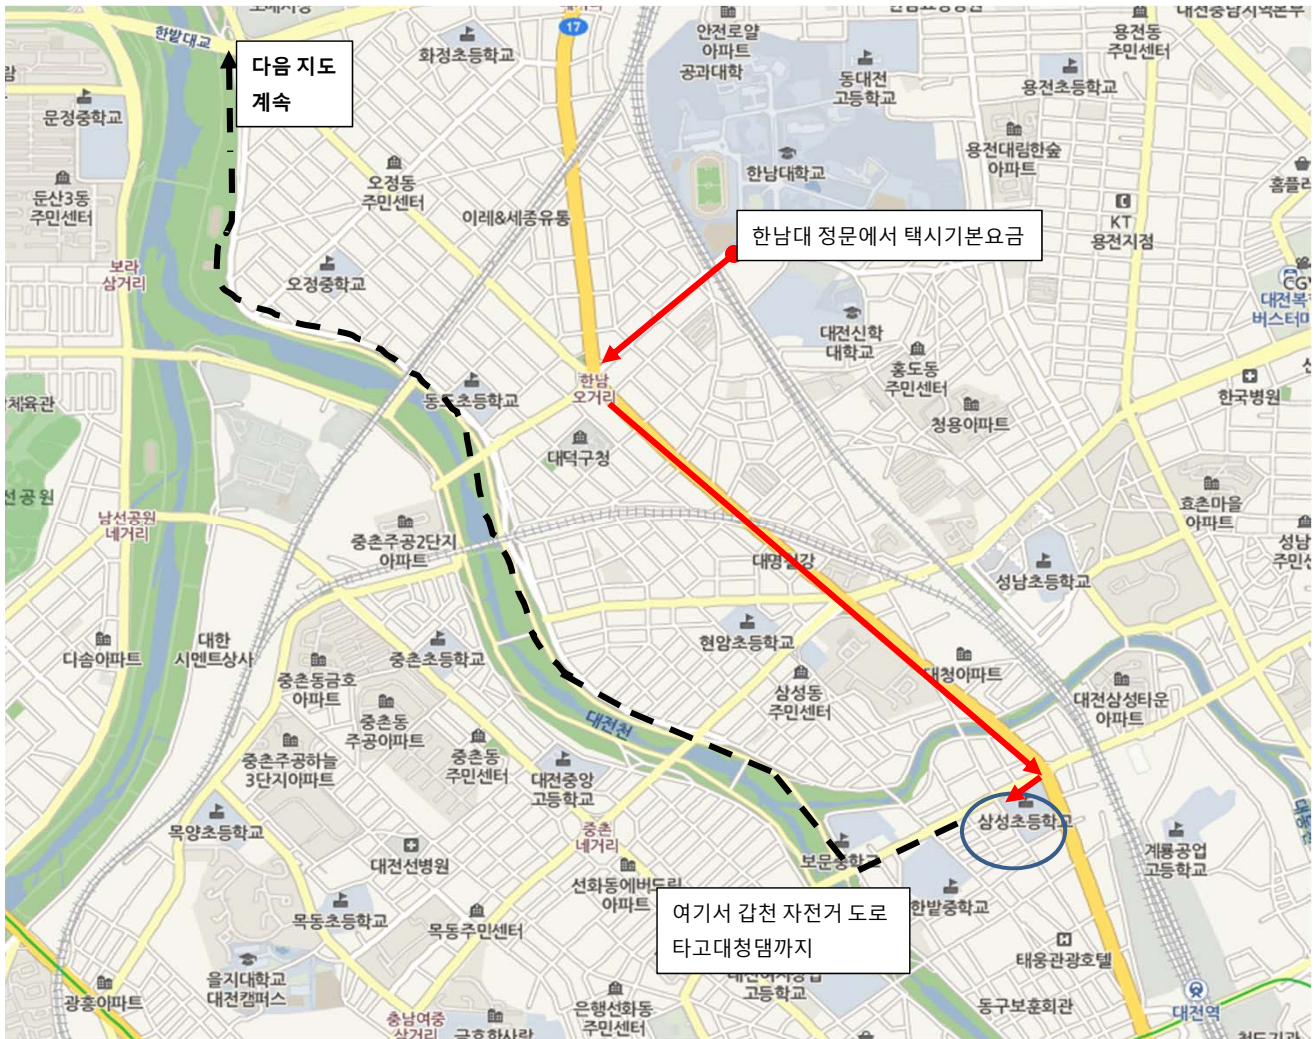 한밭대교
17
다음 지도
계속
화정초등학교
안전로얄
아파트
공과대학
동대전
고등학교
용전동
주민센터
용전초등학교
문정중학교
둔산3동
주민센터
오정동
주민센터
이레&세종유통
한남대학교
용전대림한숲
아파트
KT
용전지점
한남대 정문에서 택시기본요금
보라
삼거리
오정중학교
대전신학
대학교
홍도동
주민센터
청용아파트
한국병원
체육관
동도초등학교
한남
오거리
대덕구청
선공원
남선공원
네거리
중촌주공2단지
아파트
성남초등학교
효촌마을
아파트
다솜아파트
대한
시멘트상사
중촌동금호
아파트
중촌초등학교
현암초등학교
삼성동
주민센터
대청아파트
대전삼성타운
아파트
중촌동
주공아파트
대전천
중촌주공하늘
3단지아파트
중촌동
주민센터
대전중앙
고등학교
목양초등학교
중촌
네거리
대전선병원
보문중학교
삼성초등학교
계룡공업
고등학교
선화동에버드림
아파트
여기서 갑천 자전거 도로
타고대청댐까지
한밭중학교
목동초등학교
목동주민센터
태웅관광호텔
을지대학교
대전캠퍼스
광흥아파트
충남여중
삼거리
은행선화동
주민센터
고등학교
동구보훈회관
대전역